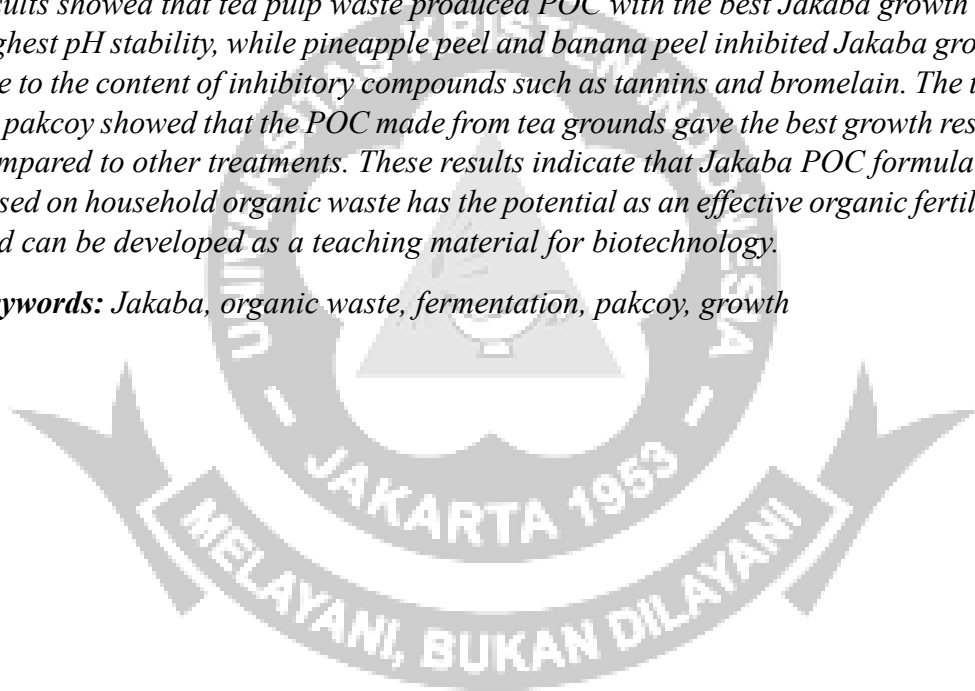 sults showed that tea pulp waste produced POC with the best Jakaba growth
ghest pH stability, while pineapple peel and banana peel inhibited Jakaba gro
e to the content of inhibitory compounds such as tannins and bromelain. The
pakcoy showed that the POC made from tea grounds gave the best growth res
mpared to other treatments. These results indicate that Jakaba POC formula
sed on household organic waste has the potential as an effective organic fertil
d can be developed as a teaching material for biotechnology.
ywords: Jakaba, organic waste, fermentation, pakcoy, growth
UNIVERSITAS KRISTEN INDONESIA
- JAKARTA 1953 -
MELAYANI, BUKAN DILAYANI